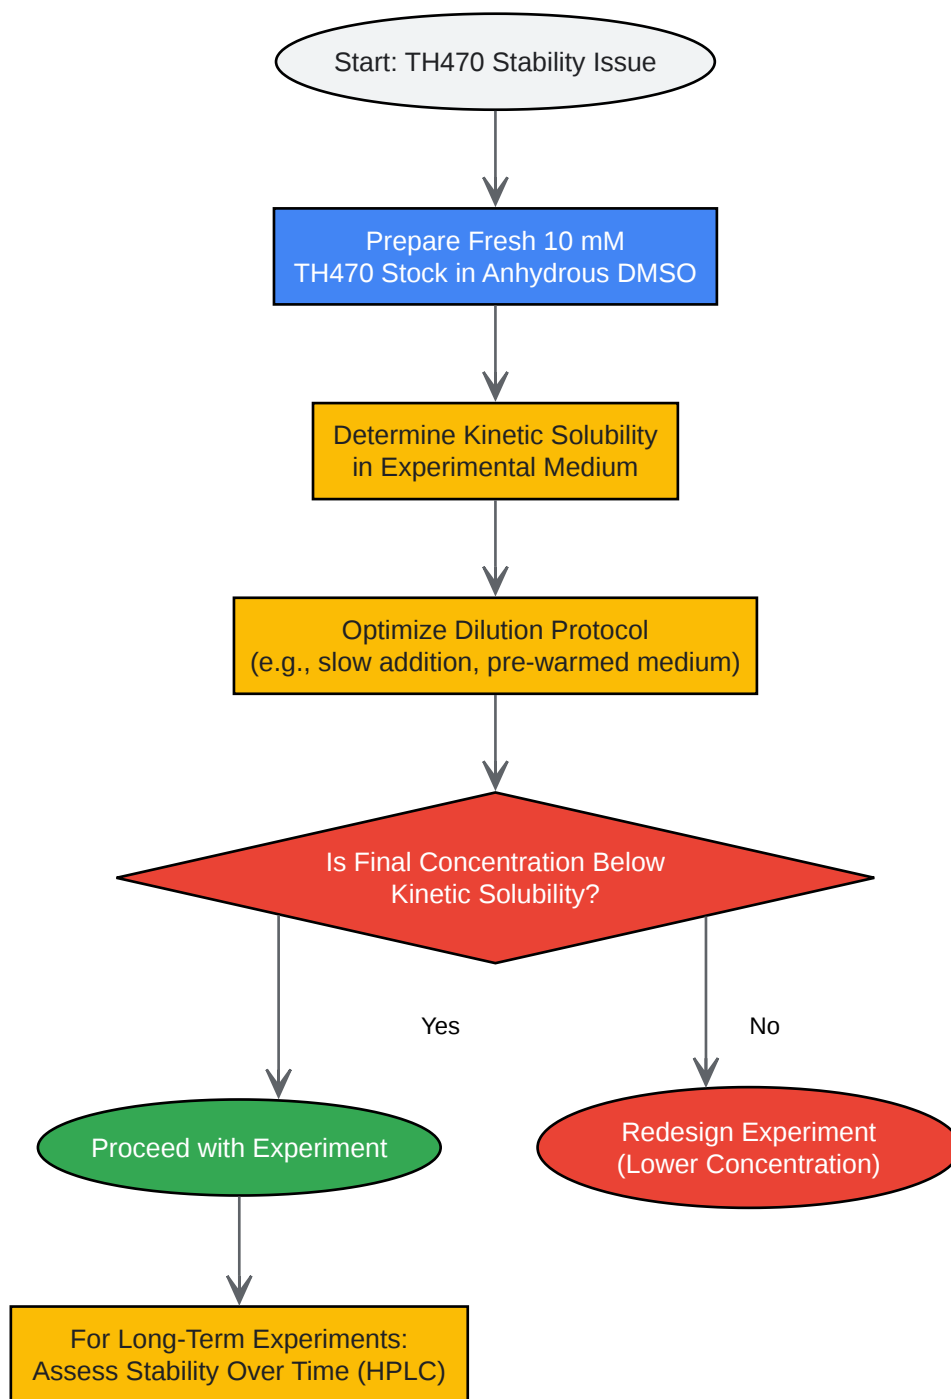 Start: TH470 Stability Issue
Prepare Fresh 10 mM
TH470 Stock in Anhydrous DMSO
Determine Kinetic Solubility
in Experimental Medium
Optimize Dilution Protocol
(e.g., slow addition, pre-warmed medium)
Is Final Concentration Below
Kinetic Solubility?
Yes
No
Proceed with Experiment
Redesign Experiment
(Lower Concentration)
For Long-Term Experiments:
Assess Stability Over Time (HPLC)